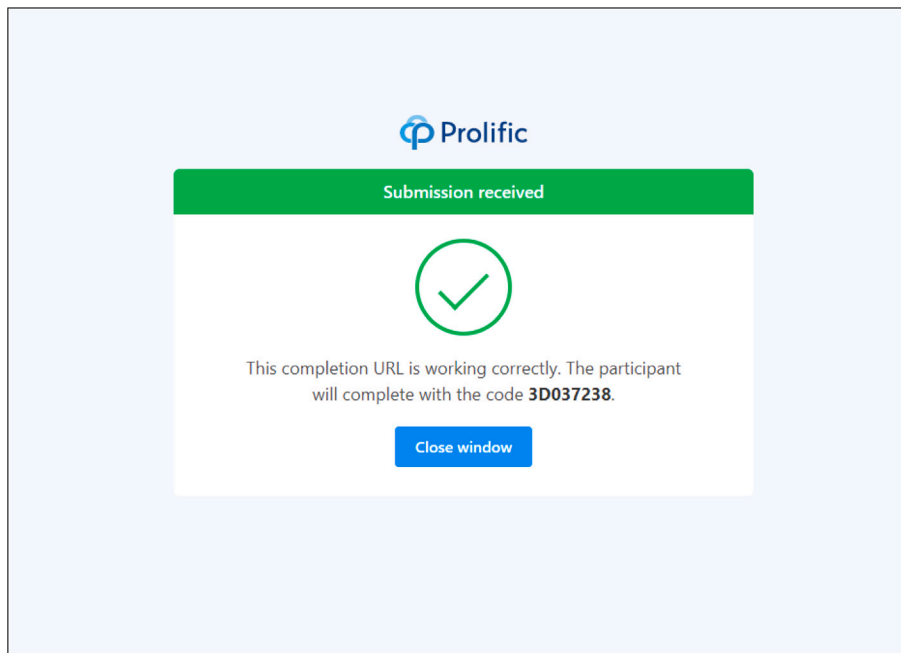 Prolific
Submission received
This completion URL is working correctly. The participant
will complete with the code 3D037238.
Close window